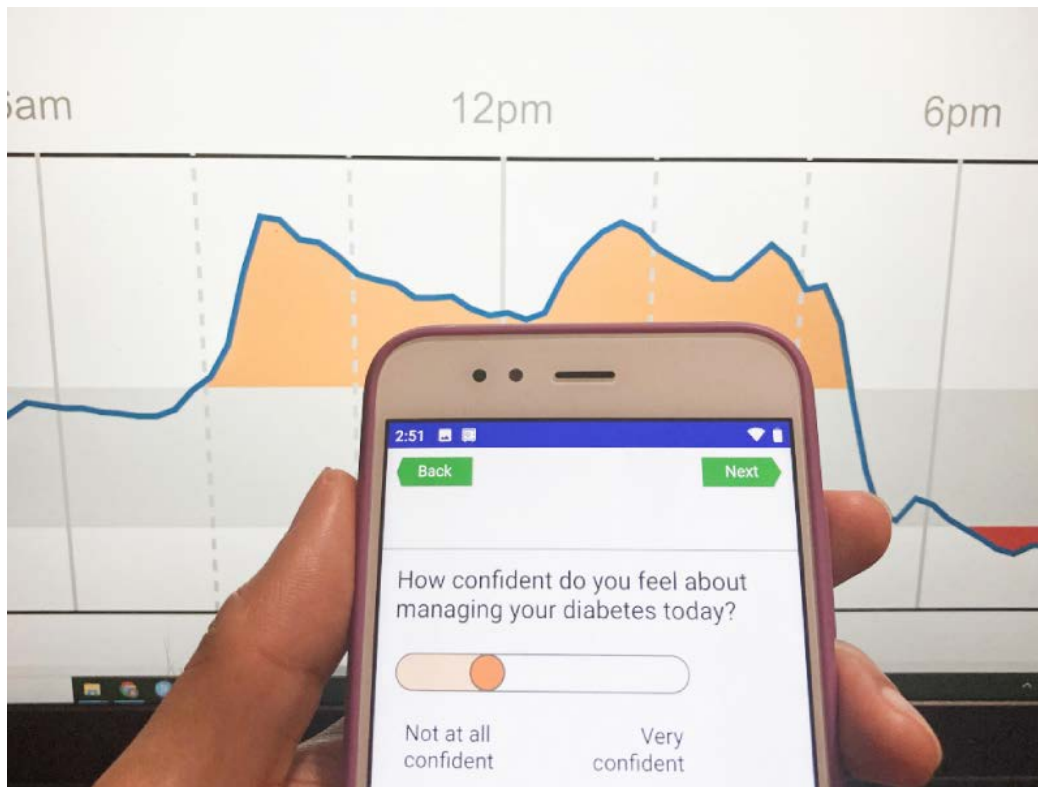 12pm
6pm
2:51
Back
Next
How confident do you feel about
managing your diabetes today?
Not at all
confident
Very
confident